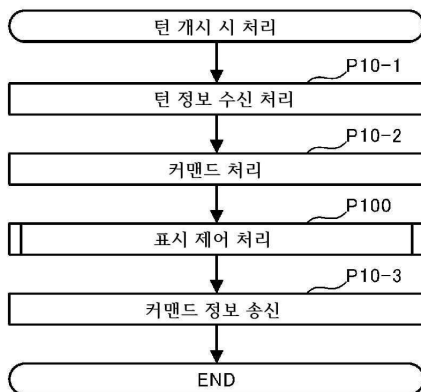 턴 개시 시 처리
P10-1
턴 정보 수신 처리
P10-2
커맨드 처리
P100
표시 제어 처리
P10-3
커맨드 정보 송신
END